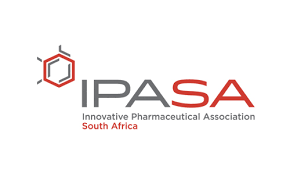 IPASA
Innovative Pharmaceutical Association
South Africa